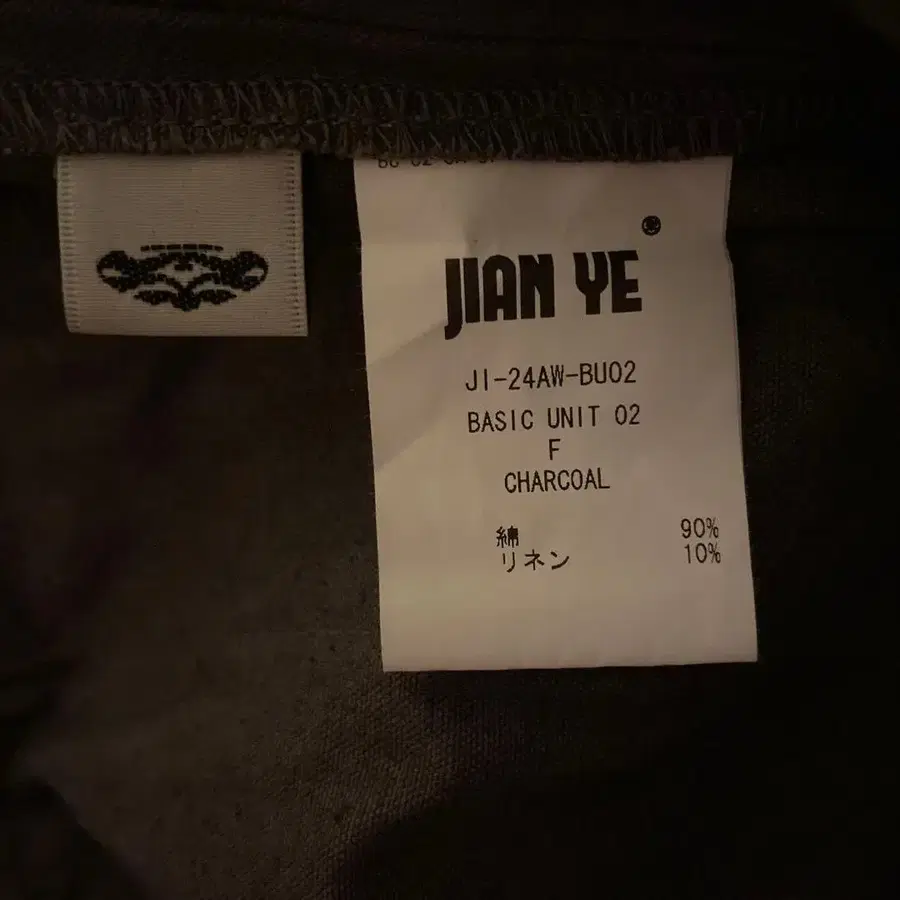 JIAN YE
JI-24AW-BU02
BASIC UNIT 02
F
CHARCOAL
綿 90%
リネン 10%